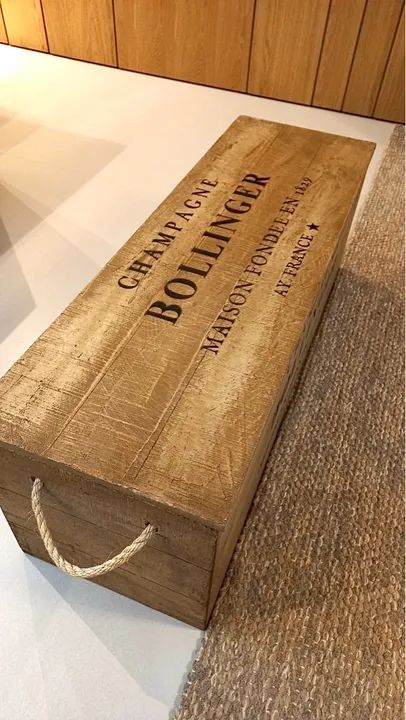 CHAMPAGNE
BOLLINGER
MAISON FONDÉE EN 1829
AY. FRANCE ★